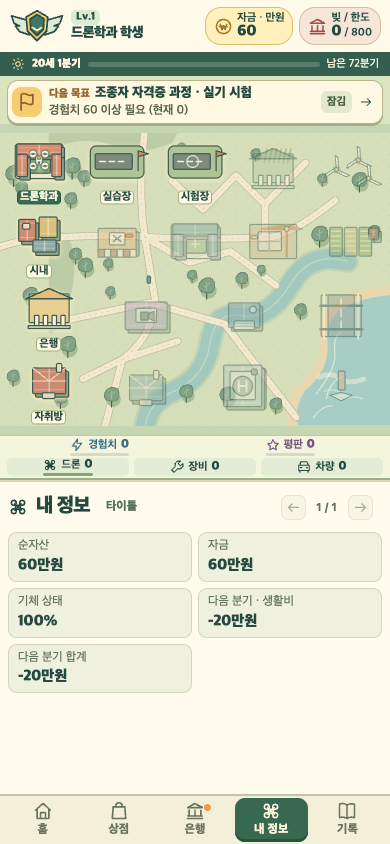 Lv.1
드론학과 학생
자금 · 만원
60
빚 / 한도
0 / 800
20세 1분기
남은 72분기
다음 목표 조종자 자격증 과정 · 실기 시험
경험치 60 이상 필요 (현재 0)
잠김
드론학과
실습장
시험장
시내
은행
자취방
H
경험치 0
평판 0
드론 0
장비 0
차량 0
내 정보
타이틀
1 / 1
순자산
60만원
자금
60만원
기체 상태
100%
다음 분기 · 생활비
-20만원
다음 분기 합계
-20만원
홈
상점
은행
내 정보
기록